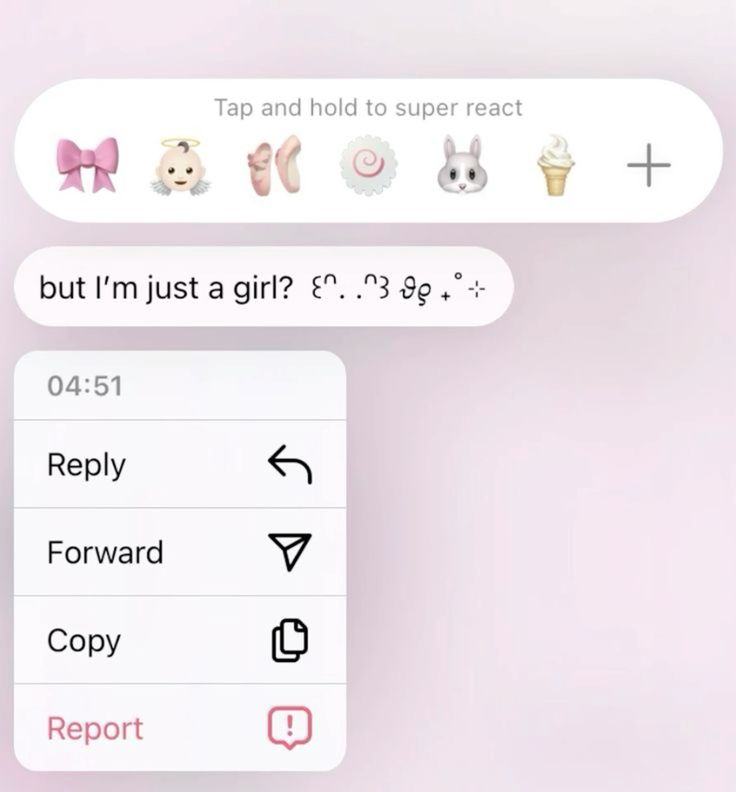 Tap and hold to super react
🎀 👼🏻 🩰 🍥 🐰 🍦 +
but I’m just a girl? ꒰ᐢ. .ᐢ꒱ 𝜗𝜚 ₊˚⊹
04:51
Reply
Forward
Copy
Report